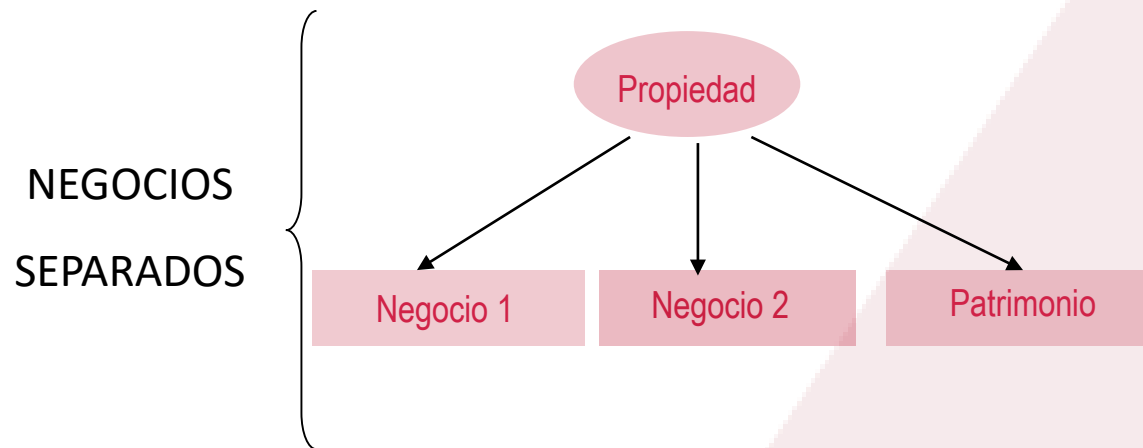 NEGOCIOS
SEPARADOS
Propiedad
Negocio 1
Negocio 2
Patrimonio